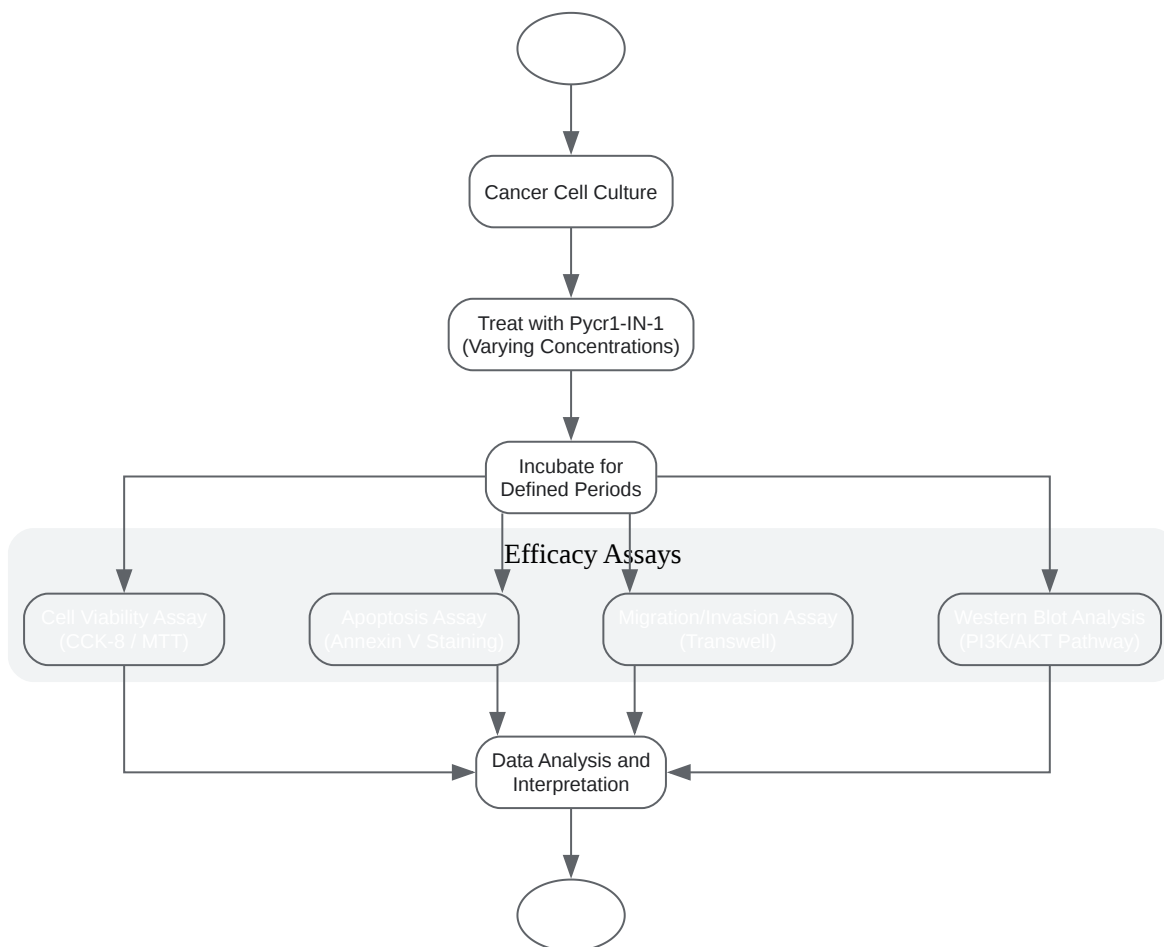 Cancer Cell Culture
Treat with Pycr1-IN-1
(Varying Concentrations)
Incubate for
Defined Periods
Efficacy Assays
Cell Viability Assay
(CCK-8 / MTT)
Apoptosis Assay
(Annexin V Staining)
Migration/Invasion Assay
(Transwell)
Western Blot Analysis
(PI3K/AKT Pathway)
Data Analysis and
Interpretation